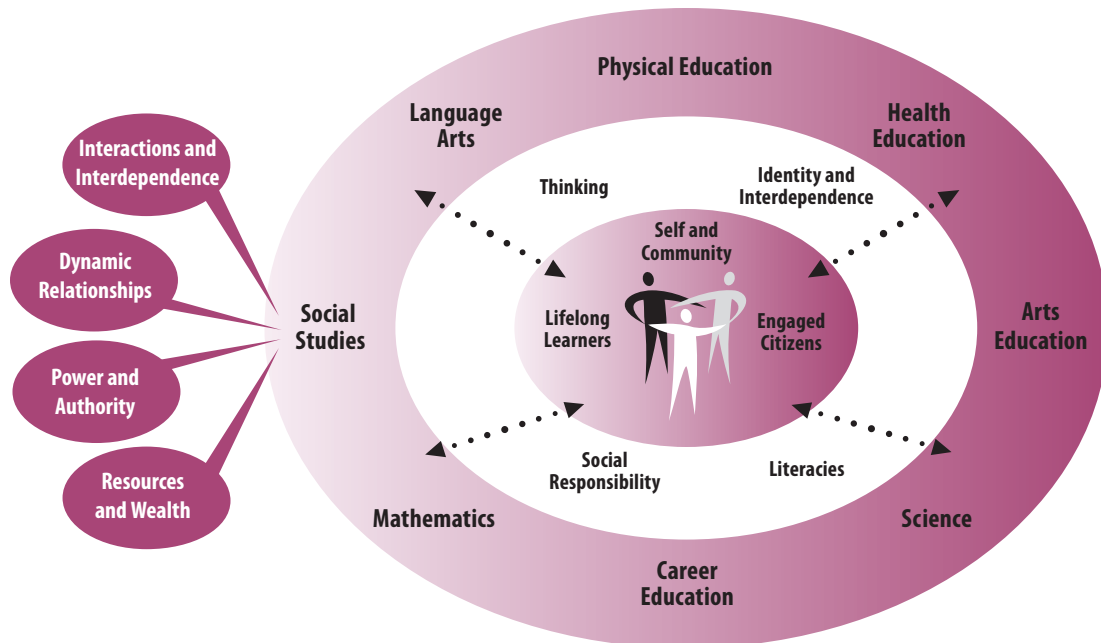 Physical Education
Language
Arts
Health
Education
Interactions and
Interdependence
Thinking
Identity and
Interdependence
Self and
Community
Dynamic
Relationships
Social
Studies
Lifelong
Learners
Engaged
Citizens
Arts
Education
Power and
Authority
Social
Responsibility
Literacies
Resources
and Wealth
Mathematics
Science
Career
Education